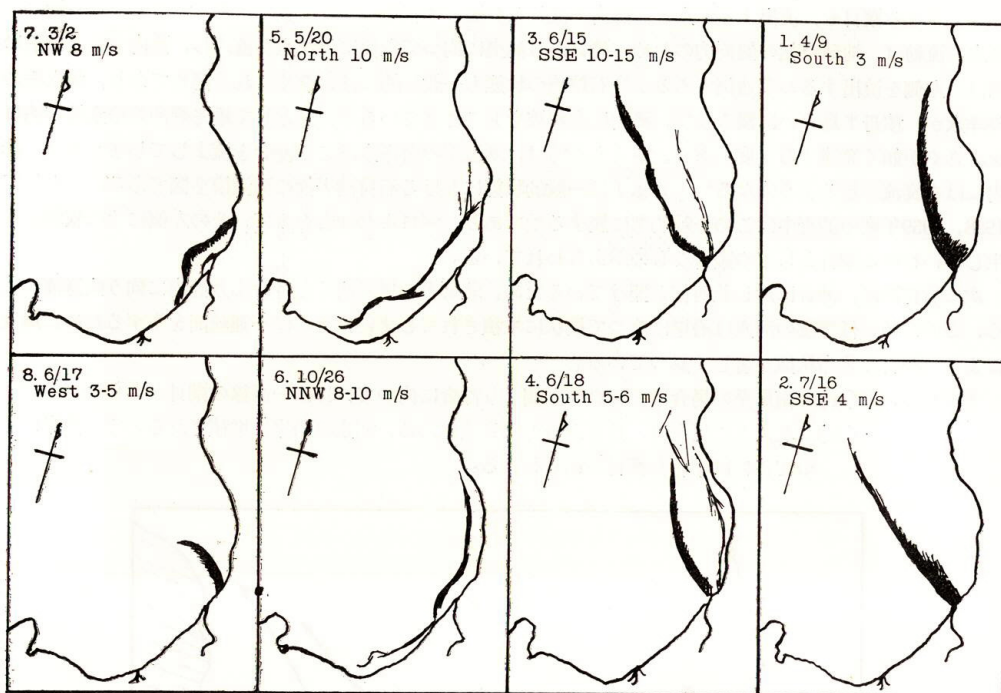 7. 3/2
NW 8 m/s
5. 5/20
North 10 m/s
3. 6/15
SSE 10-15 m/s
1. 4/9
South 3 m/s
8. 6/17
West 3-5 m/s
6. 10/26
NNW 8-10 m/s
4. 6/18
South 5-6 m/s
2. 7/16
SSE 4 m/s